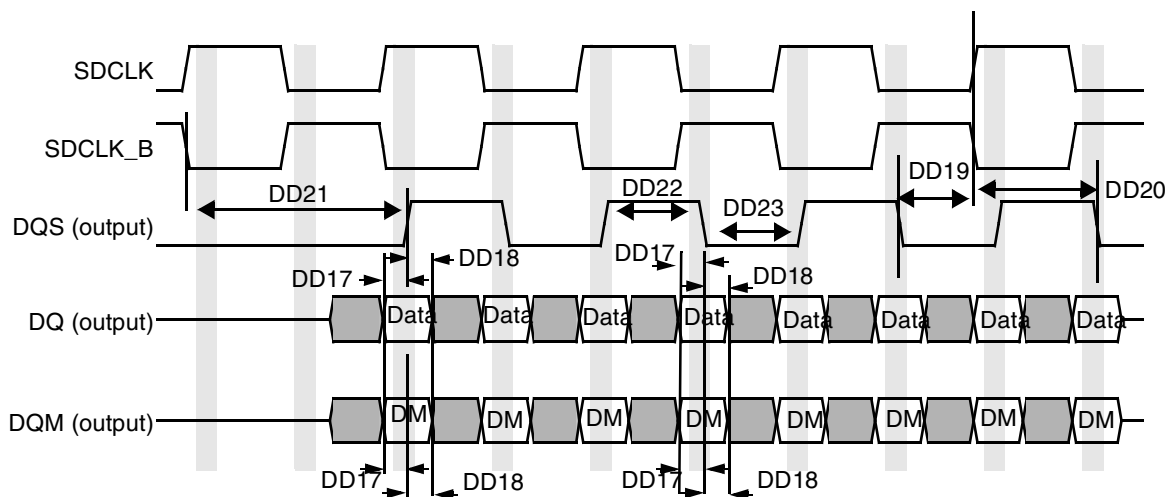 SDCLK
SDCLK_B
DD19
DD21
DD22
DD20
DD23
DQS (output)
DD17
DD18
DD17
DD18
DQ (output)
Data Data Data Data Data Data Data Data
DQM (output)
DM DM DM DM DM DM DM DM
DD17
DD18
DD17
DD18